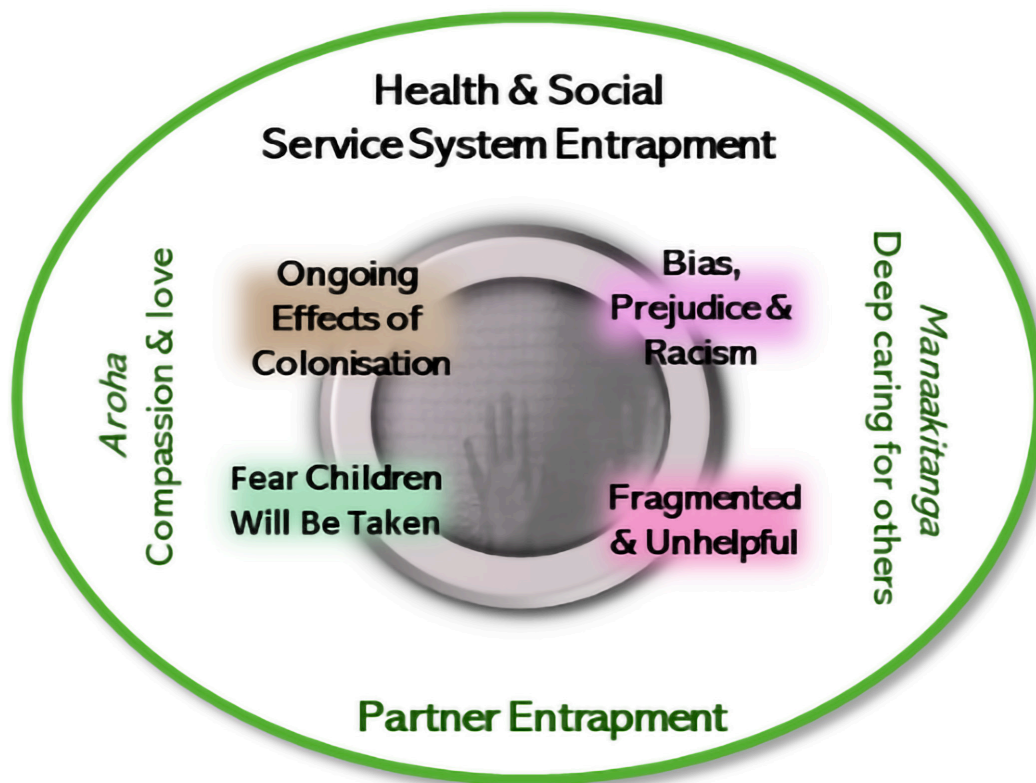 Health & Social
Service System Entrapment
Ongoing
Effects of
Colonisation
Bias,
Prejudice &
Racism
Aroha
Compassion & love
Manaakitanga
Deep caring for others
Fear Children
Will Be Taken
Fragmented
& Unhelpful
Partner Entrapment